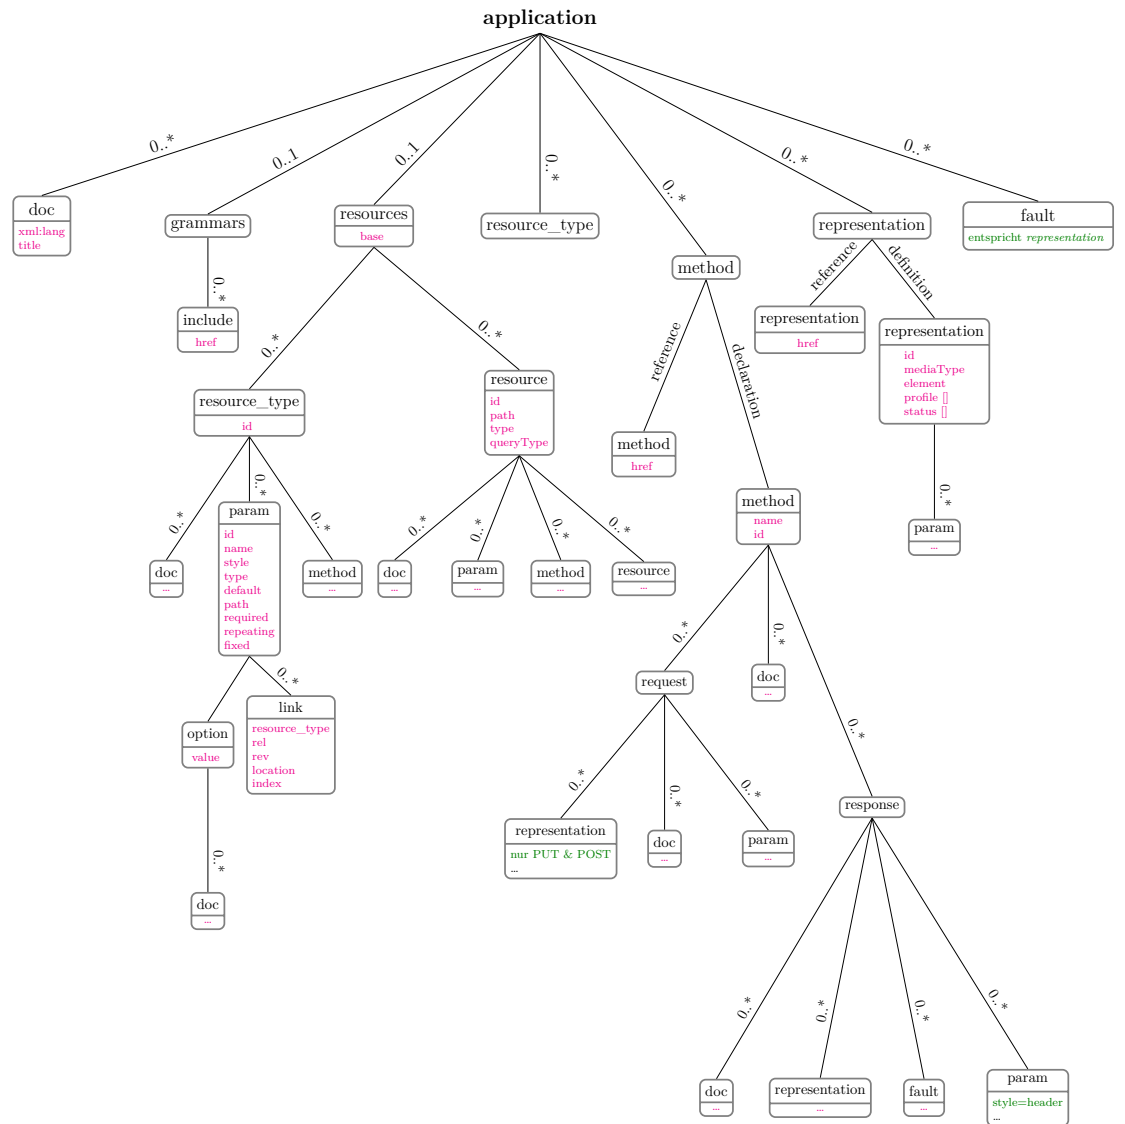 application
0..*
0..1
0..1
0..*
0..*
0..*
0..*
doc
xml:lang
title
grammars
resources
base
resource_type
method
representation
fault
entspricht representation
0..*
include
href
0..*
0..*
reference
declaration
reference
definition
representation
href
representation
id
mediaType
element
profile []
status []
resource_type
id
resource
id
path
type
queryType
method
href
method
name
id
0..*
param
...
0..*
0..*
0..*
doc
...
param
id
name
style
type
default
path
required
repeating
fixed
method
...
0..*
0..*
0..*
0..*
doc
...
param
...
method
...
resource
...
0..*
0..*
0..*
request
doc
...
response
0..*
option
value
link
resource_type
rel
rev
location
index
0..*
doc
...
0..*
0..*
0..*
representation
nur PUT & POST
...
doc
...
param
...
0..*
0..*
0..*
0..*
doc
...
representation
...
fault
...
param
style=header
...